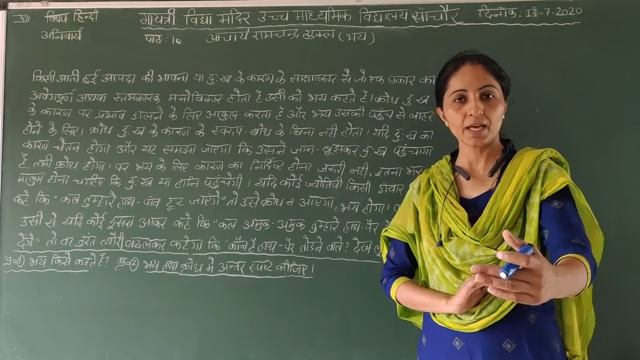 XII विषय हिन्दी गायत्री विद्या मन्दिर उच्च माध्यमिक विद्यालय सांचौर दिनांक: 13-7-2020
अनिवार्य पाठ: 16 आचार्य रामचन्द्र शुक्ल (भय)
किसी आती हुई आपदा की भावना या दुःख के कारण के साक्षात्कार से जो एक प्रकार का
आवेगपूर्ण अथवा स्तम्भकारक मनोविकार होता है उसी को भय कहते हैं। क्रोध दुःख
के कारण पर प्रभाव डालने के लिए आकुल करता है और भय उसकी पहुंच से बाहर
होने के लिए। क्रोध दुःख के कारण के स्वरूप-बोध के बिना नहीं होता। यदि दुःख का
कारण चेतन होगा और यह समझा जाएगा कि उसने जान-बूझकर दुःख पहुंचाया
है, तभी क्रोध होगा। पर भय के लिए कारण का निर्दिष्ट होना जरूरी नहीं, इतना भर
मालूम होना चाहिए कि दुःख या हानि पहुंचेगी। यदि कोई ज्योतिषी किसी गंवार
कहे कि "कल तुम्हारे हाथ-पांव टूट जाएंगे" तो उसे क्रोध न आएगा, भय होगा।
उसी से यदि कोई दूसरा आकर कहे कि "कल अमुक-अमुक तुम्हारे हाथ-पैर
देंगे" तो वह तुरंत त्योरी बदलकर कहेगा कि "कौन है हाथ-पैर तोड़ने वाले? देख
प्रश्न1) भय किसे कहते हैं? प्रश्न2) भय तथा क्रोध में अन्तर स्पष्ट कीजिए।